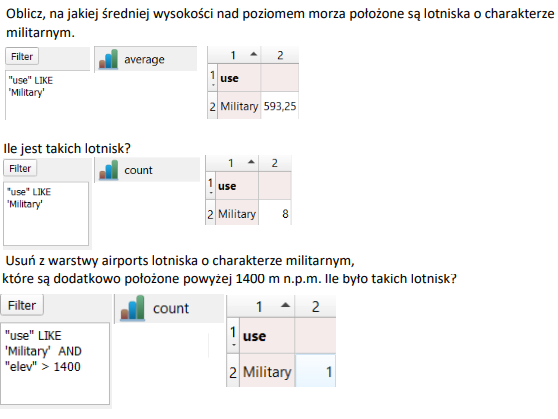 Oblicz, na jakiej średniej wysokości nad poziomem morza położone są lotniska o charakterze
militarnym.
Filter
average
1 2
"use" LIKE
'Military'
1 use
2 Military 593,25
Ile jest takich lotnisk?
Filter
count
1 2
"use" LIKE
'Military'
1 use
2 Military 8
Usuń z warstwy airports lotniska o charakterze militarnym,
które są dodatkowo położone powyżej 1400 m n.p.m. Ile było takich lotnisk?
Filter
count
1 2
"use" LIKE
'Military' AND
"elev" > 1400
1 use
2 Military 1